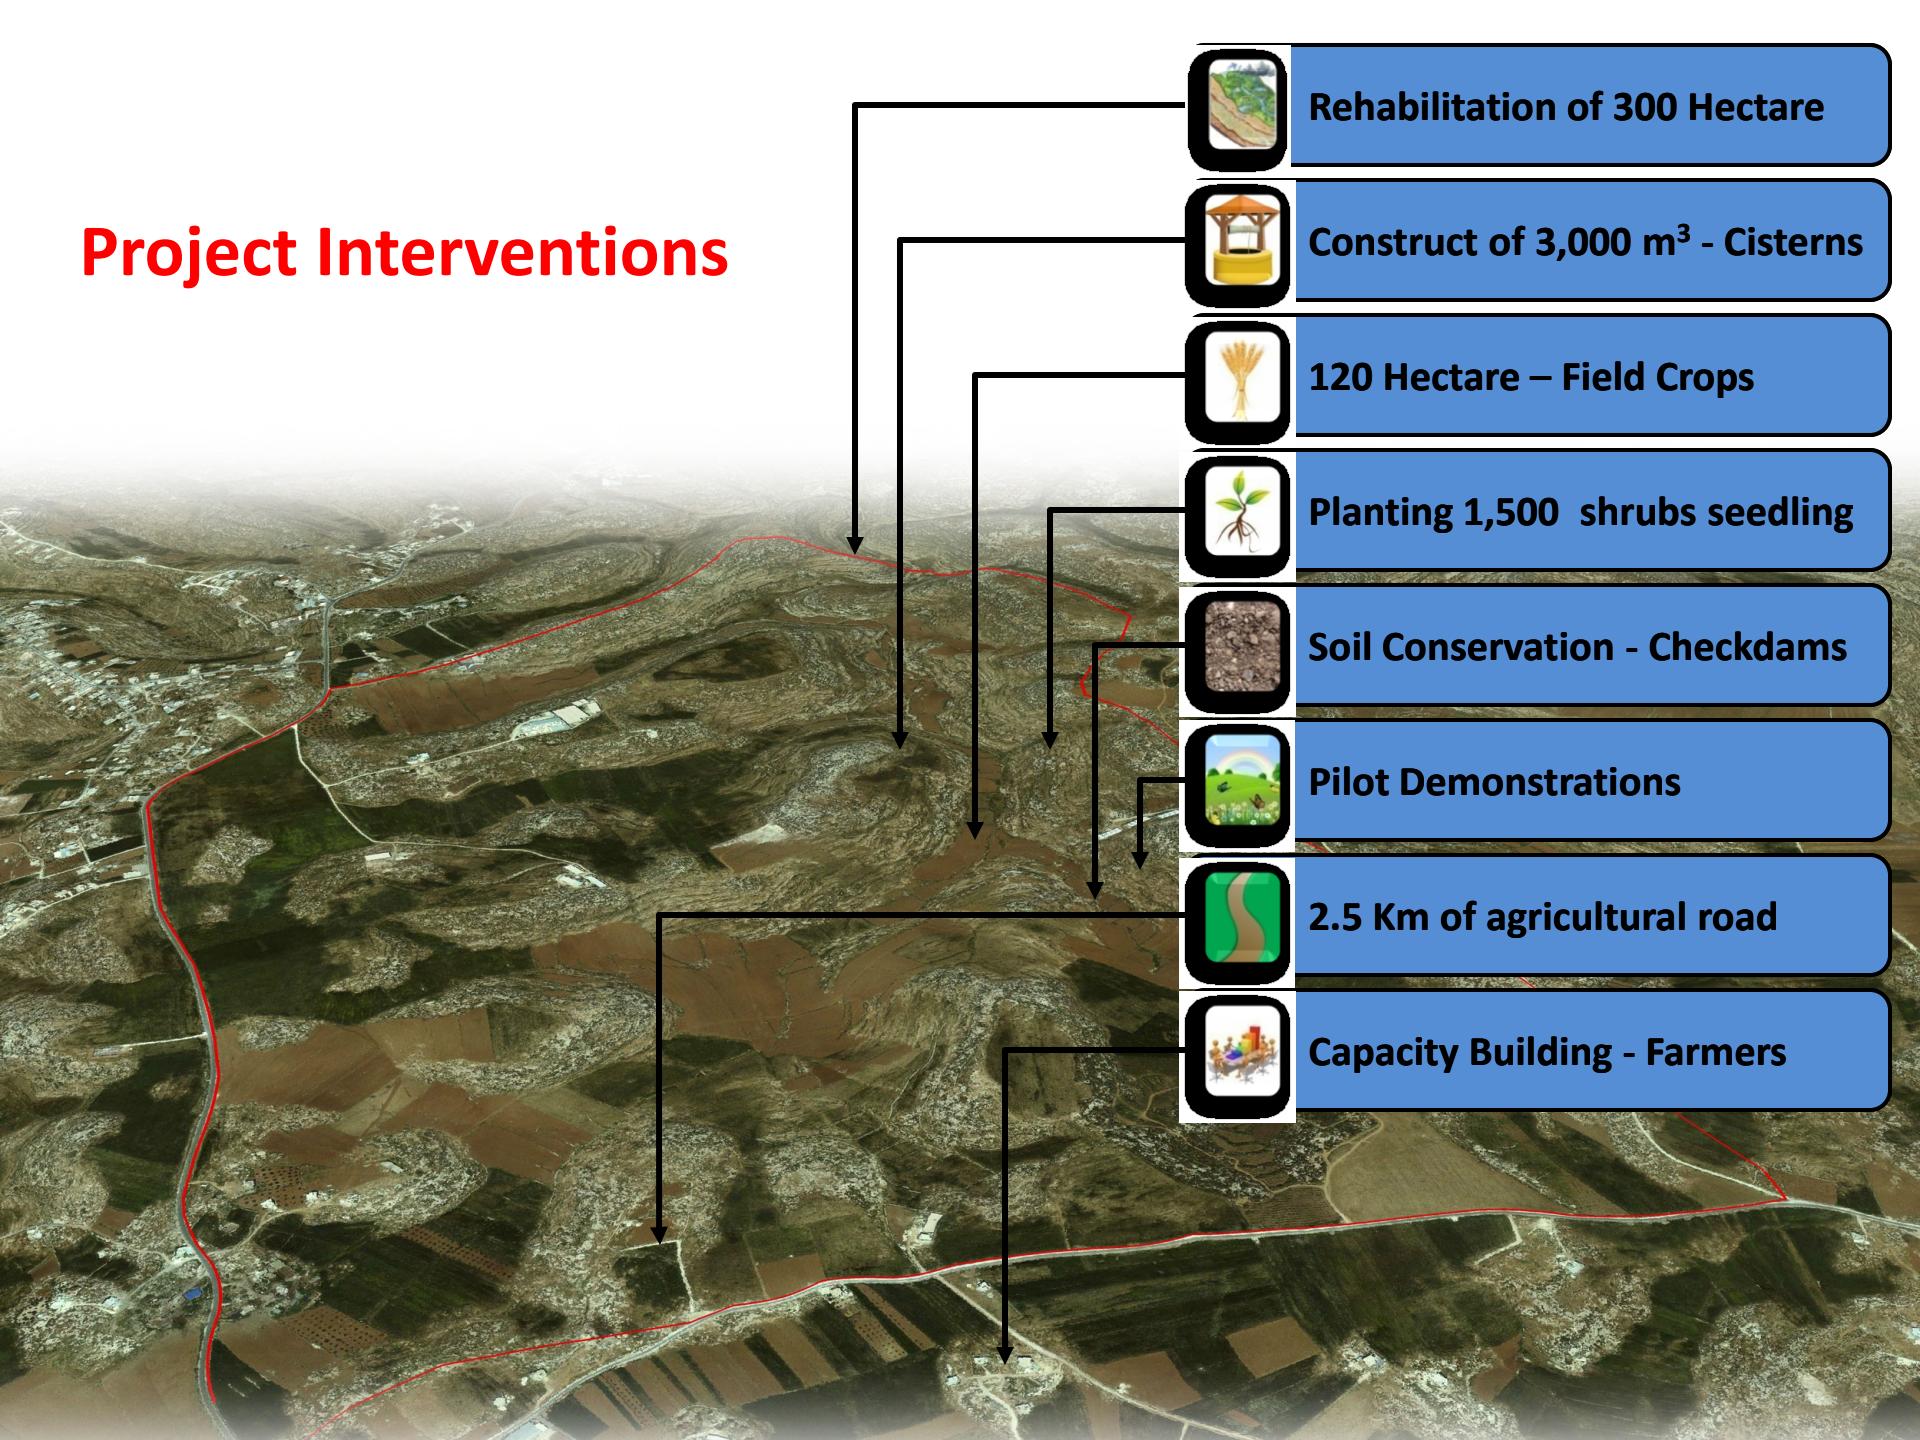 Project Interventions
Rehabilitation of 300 Hectare
Construct of 3,000 m³ - Cisterns
120 Hectare – Field Crops
Planting 1,500  shrubs seedling
Soil Conservation - Checkdams
Pilot Demonstrations
2.5 Km of agricultural road
Capacity Building - Farmers